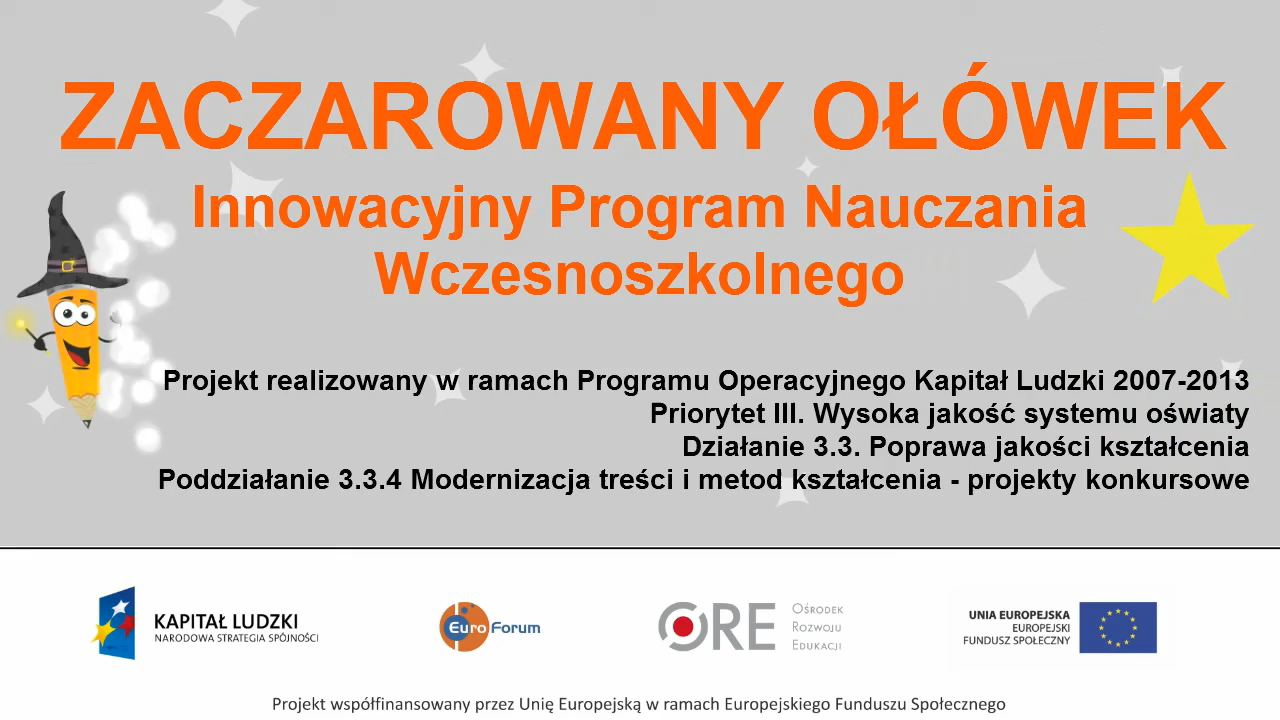 ZACZAROWANY OŁÓWEK
Innowacyjny Program Nauczania
Wczesnoszkolnego
Projekt realizowany w ramach Programu Operacyjnego Kapitał Ludzki 2007-2013
Priorytet III. Wysoka jakość systemu oświaty
Działanie 3.3. Poprawa jakości kształcenia
Poddziałanie 3.3.4 Modernizacja treści i metod kształcenia - projekty konkursowe
KAPITAŁ LUDZKI
NARODOWA STRATEGIA SPÓJNOŚCI
EuroForum
ORE
OŚRODEK
ROZWOJU
EDUKACJI
UNIA EUROPEJSKA
EUROPEJSKI
FUNDUSZ SPOŁECZNY
Projekt współfinansowany przez Unię Europejską w ramach Europejskiego Funduszu Społecznego